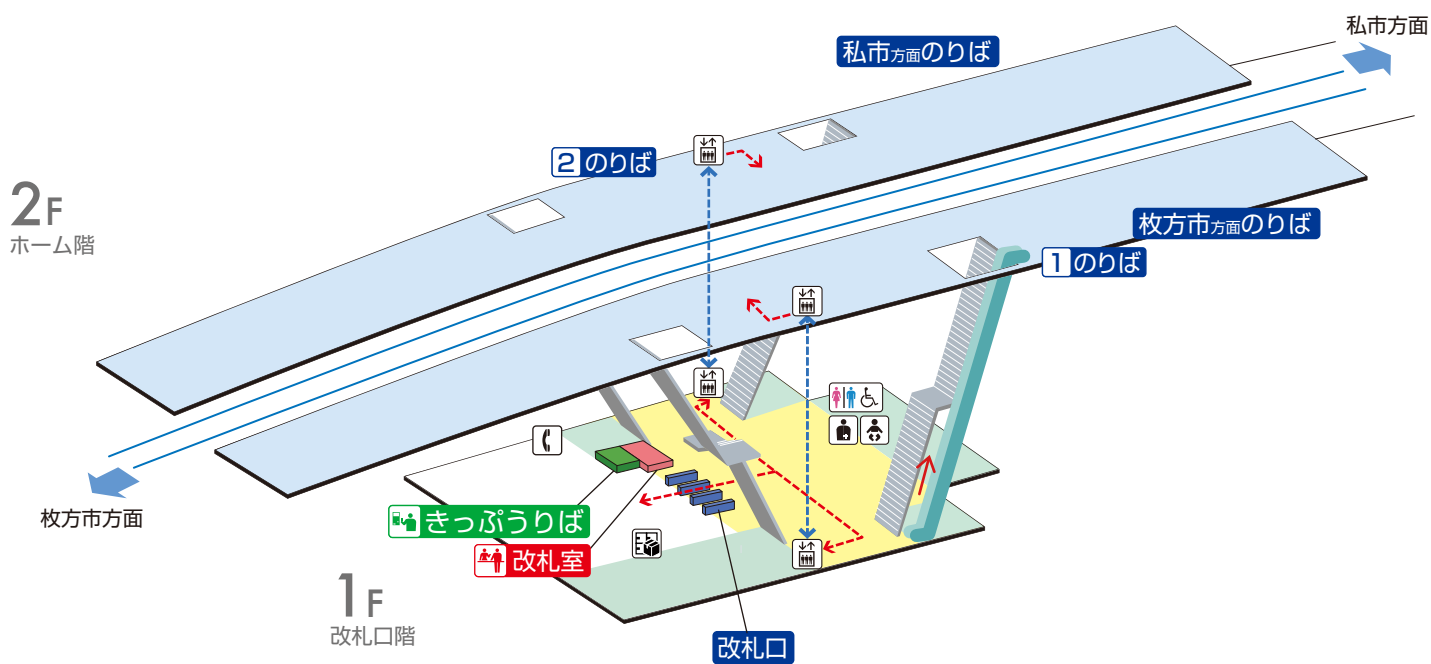 私市方面
私市方面のりば
2 のりば
2F
ホーム階
枚方市方面のりば
1 のりば
枚方市方面
きっぷうりば
改札室
1F
改札口階
改札口